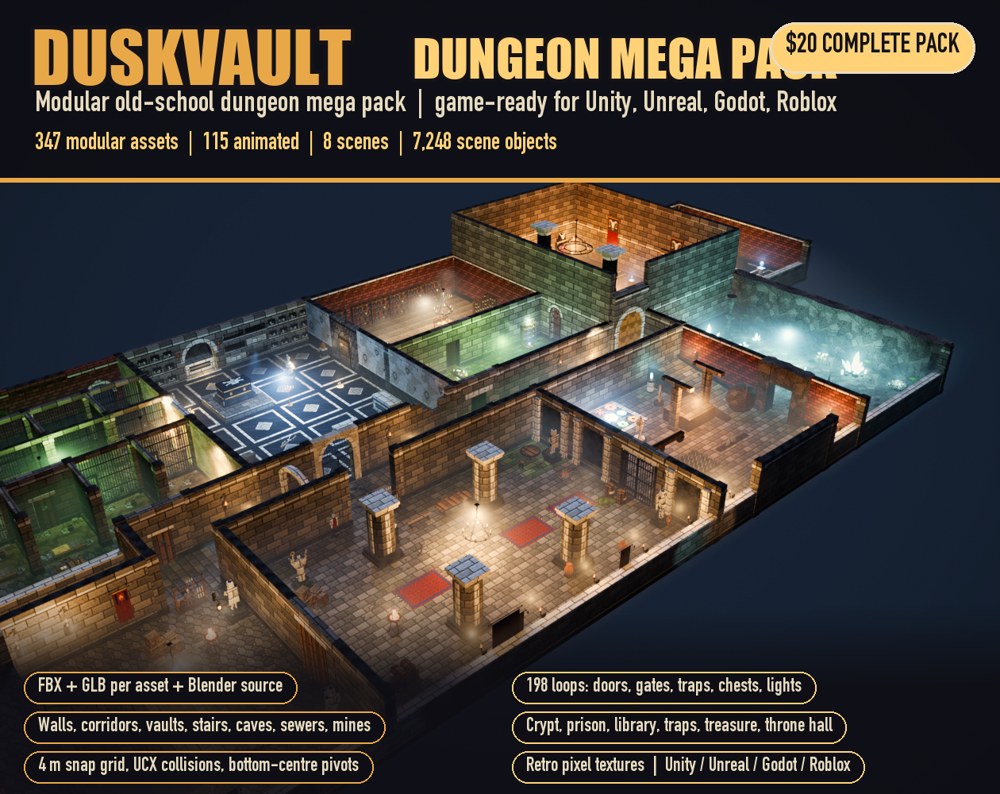 DUSKVAULT DUNGEON MEGA PACK
$20 COMPLETE PACK
Modular old-school dungeon mega pack | game-ready for Unity, Unreal, Godot, Roblox
347 modular assets | 115 animated | 8 scenes | 7,248 scene objects
FBX + GLB per asset + Blender source
198 loops: doors, gates, traps, chests, lights
Walls, corridors, vaults, stairs, caves, sewers, mines
Crypt, prison, library, traps, treasure, throne hall
4 m snap grid, UCX collisions, bottom-centre pivots
Retro pixel textures | Unity / Unreal / Godot / Roblox